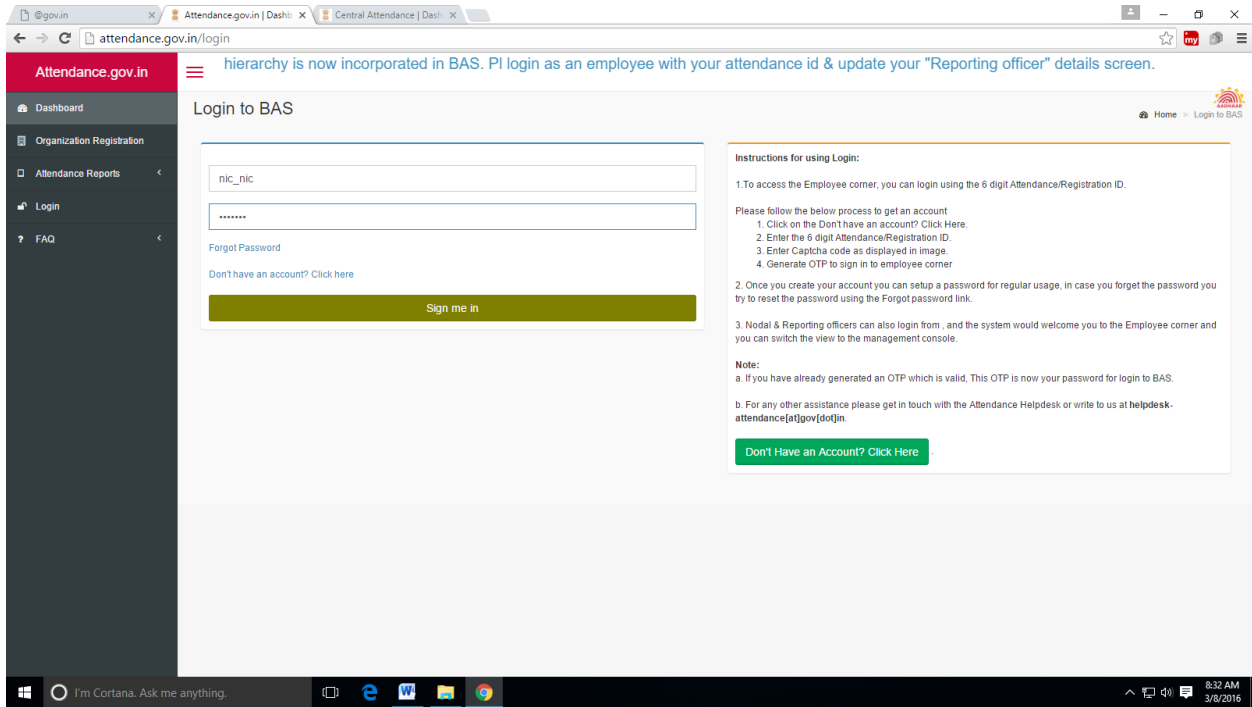 @gov.in
Attendance.gov.in | Dashb
Central Attendance | Dash
attendance.gov.in/login
my
Attendance.gov.in
hierarchy is now incorporated in BAS. Pl login as an employee with your attendance id & update your "Reporting officer" details screen.
Dashboard
Organization Registration
Attendance Reports
Login
? FAQ
Login to BAS
AADHAAR
Home > Login to BAS
nic_nic
•••••••
Forgot Password
Don't have an account? Click here
Sign me in
Instructions for using Login:
1.To access the Employee corner, you can login using the 6 digit Attendance/Registration ID.
Please follow the below process to get an account
1. Click on the Don't have an account? Click Here.
2. Enter the 6 digit Attendance/Registration ID.
3. Enter Captcha code as displayed in image.
4. Generate OTP to sign in to employee corner
2. Once you create your account you can setup a password for regular usage, in case you forget the password you
try to reset the password using the Forgot password link.
3. Nodal & Reporting officers can also login from , and the system would welcome you to the Employee corner and
you can switch the view to the management console.
Note:
a. If you have already generated an OTP which is valid, This OTP is now your password for login to BAS.
b. For any other assistance please get in touch with the Attendance Helpdesk or write to us at helpdesk-
attendance[at]gov[dot]in.
Don't Have an Account? Click Here .
I'm Cortana. Ask me anything.
8:32 AM
3/8/2016